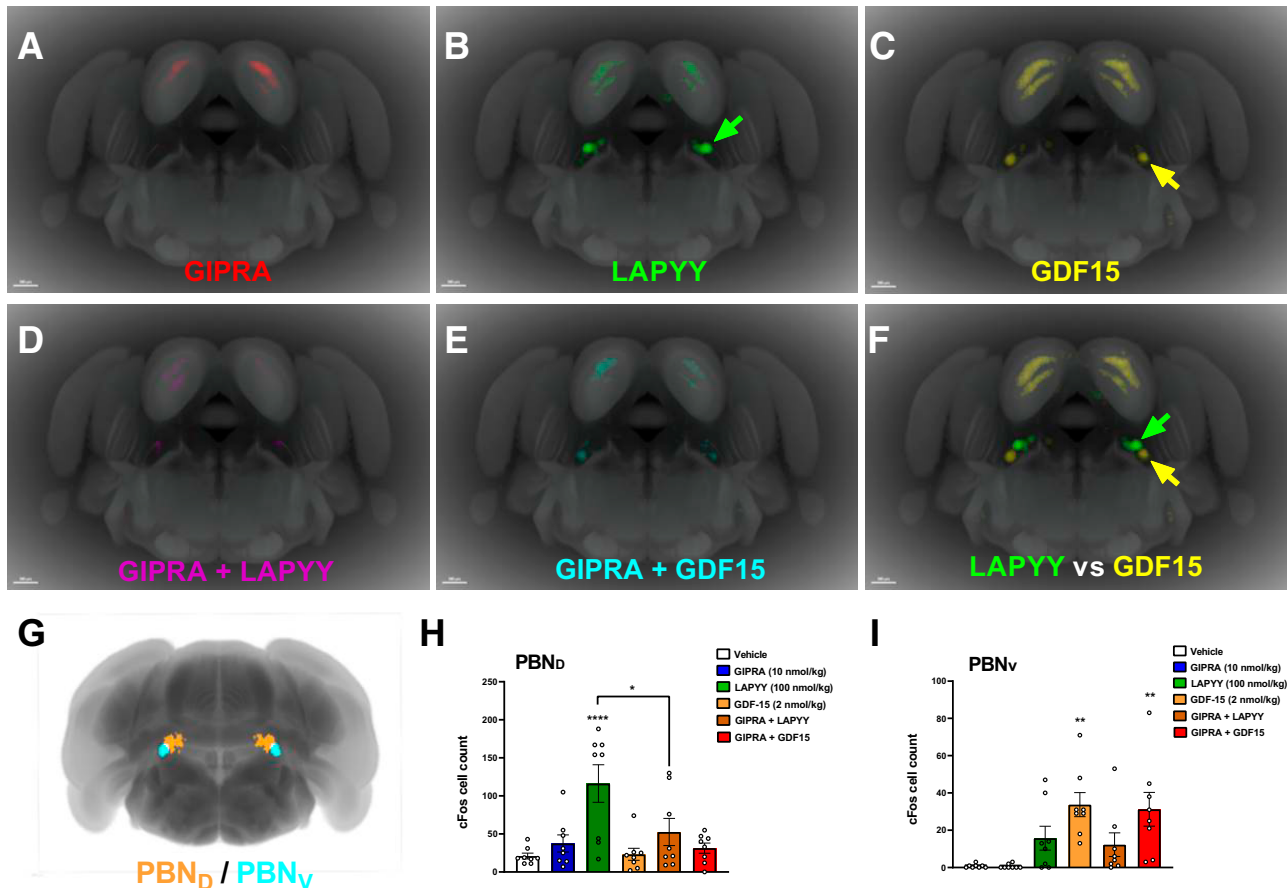 A
GIPRA
B
LAPYY
C
GDF15
D
GIPRA + LAPYY
E
GIPRA + GDF15
F
LAPYY vs GDF15
G
PBND / PBNV
H
PBND
cFos cell count
250
200
150
100
50
0
****
*
Vehicle
GIPRA (10 nmol/kg)
LAPYY (100 nmol/kg)
GDF-15 (2 nmol/kg)
GIPRA + LAPYY
GIPRA + GDF15
I
PBNV
cFos cell count
100
80
60
40
20
0
**
**
Vehicle
GIPRA (10 nmol/kg)
LAPYY (100 nmol/kg)
GDF-15 (2 nmol/kg)
GIPRA + LAPYY
GIPRA + GDF15